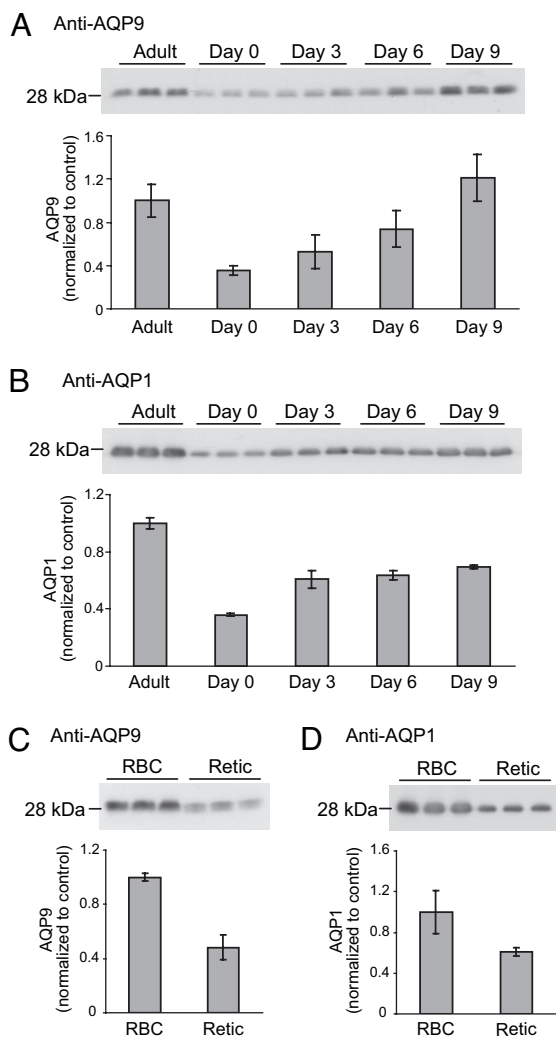 A Anti-AQP9
Adult Day 0 Day 3 Day 6 Day 9
28 kDa
1.6
1.2
0.8
0.4
0
AQP9
(normalized to control)
Adult Day 0 Day 3 Day 6 Day 9
B Anti-AQP1
Adult Day 0 Day 3 Day 6 Day 9
28 kDa
1.2
0.8
0.4
0
AQP1
(normalized to control)
Adult Day 0 Day 3 Day 6 Day 9
C Anti-AQP9
RBC Retic
28 kDa
1.2
0.8
0.4
0
AQP9
(normalized to control)
RBC Retic
D Anti-AQP1
RBC Retic
28 kDa
1.6
1.2
0.8
0.4
0
AQP1
(normalized to control)
RBC Retic